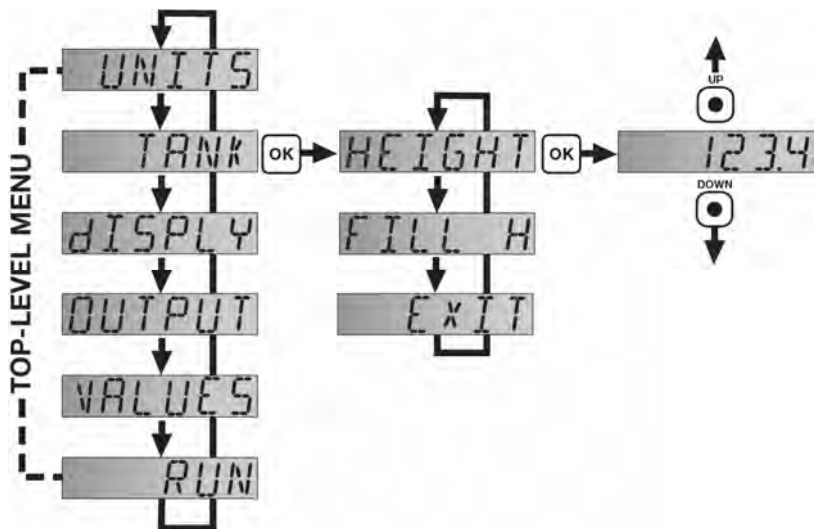 TOP-LEVEL MENU
UNITS
TANK
dISPLY
OUTPUT
VALUES
RUN
OK
HEIGHT
FILL H
ExIT
OK
UP
123.4
DOWN